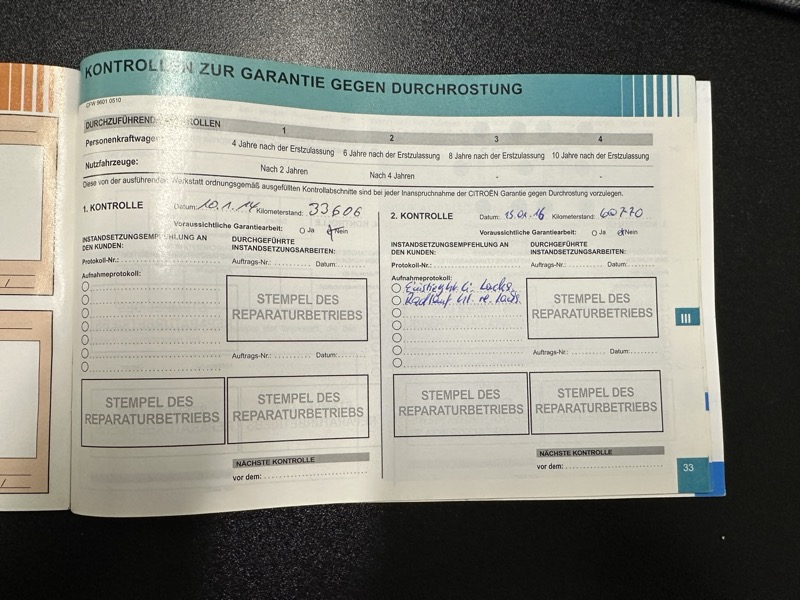 KONTROLLEN ZUR GARANTIE GEGEN DURCHROSTUNG
CFW 9601 0510
DURCHZUFÜHRENDE KONTROLLEN 1 2 3 4
Personenkraftwagen 4 Jahre nach der Erstzulassung 6 Jahre nach der Erstzulassung 8 Jahre nach der Erstzulassung 10 Jahre nach der Erstzulassung
Nutzfahrzeuge: Nach 2 Jahren Nach 4 Jahren - -
Diese von der ausführenden Werkstatt ordnungsgemäß ausgefüllten Kontrollabschnitte sind bei jeder Inanspruchnahme der CITROËN Garantie gegen Durchrostung vorzulegen.
1. KONTROLLE Datum: 10.1.14 Kilometerstand: 33606
Voraussichtliche Garantiearbeit: Ja Nein
INSTANDSETZUNGSEMPFEHLUNG AN
DEN KUNDEN:
DURCHGEFÜHRTE
INSTANDSETZUNGSARBEITEN:
Protokoll-Nr.:
Auftrags-Nr.: Datum:
Aufnahmeprotokoll:
STEMPEL DES
REPARATURBETRIEBS
Auftrags-Nr.: Datum:
STEMPEL DES
REPARATURBETRIEBS
STEMPEL DES
REPARATURBETRIEBS
NÄCHSTE KONTROLLE
vor dem:
2. KONTROLLE Datum: 15.01.16 Kilometerstand: 60770
Voraussichtliche Garantiearbeit: Ja Nein
INSTANDSETZUNGSEMPFEHLUNG AN
DEN KUNDEN:
DURCHGEFÜHRTE
INSTANDSETZUNGSARBEITEN:
Protokoll-Nr.:
Auftrags-Nr.: Datum:
Aufnahmeprotokoll:
Einstieg li.
Radlauf hi. re.
STEMPEL DES
REPARATURBETRIEBS
Auftrags-Nr.: Datum:
STEMPEL DES
REPARATURBETRIEBS
STEMPEL DES
REPARATURBETRIEBS
NÄCHSTE KONTROLLE
vor dem:
III
33